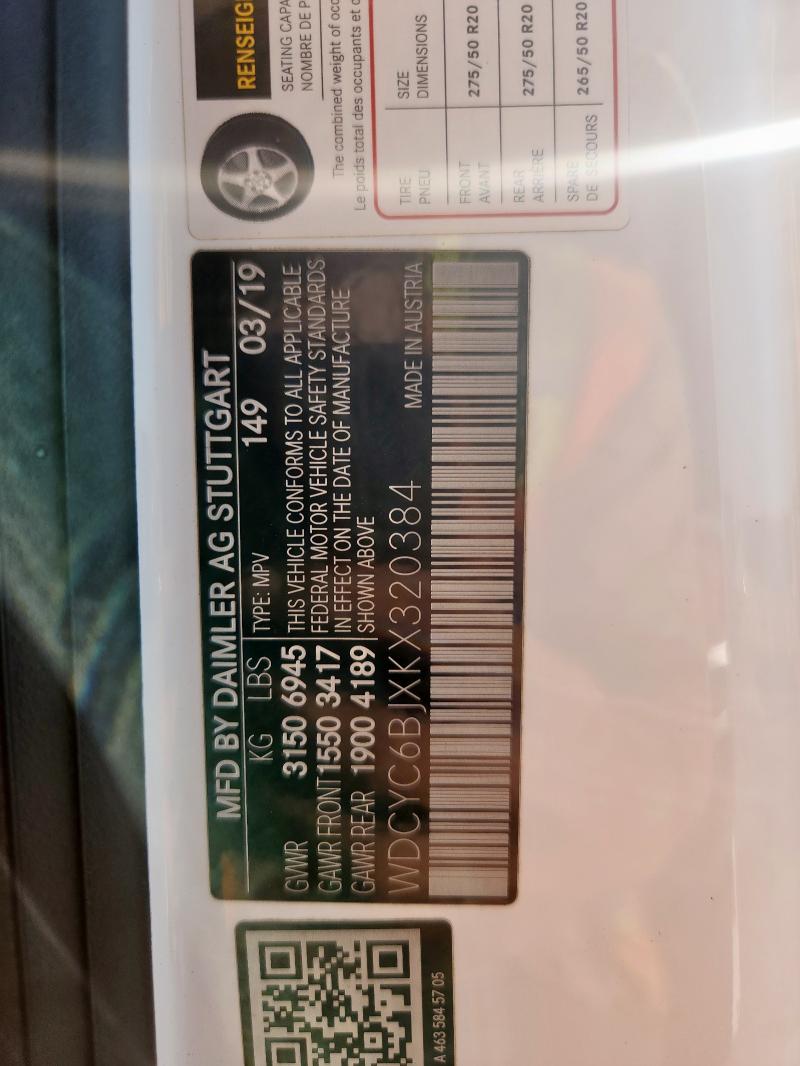 RENSEIG
SEATING CAPA
NOMBRE DE P
The combined weight of occ
Le poids total des occupants et c
TIRE SIZE
PNEU DIMENSIONS
FRONT 275/50 R20
AVANT
REAR 275/50 R20
ARRIÈRE
SPARE 265/50 R20
DE SECOURS
MFD BY DAIMLER AG STUTTGART
KG LBS TYPE: MPV 149 03/19
GVWR 3150 6945 THIS VEHICLE CONFORMS TO ALL APPLICABLE
GAWR FRONT 1550 3417 FEDERAL MOTOR VEHICLE SAFETY STANDARDS
GAWR REAR 1900 4189 IN EFFECT ON THE DATE OF MANUFACTURE
SHOWN ABOVE
WDCYC6BJXKX320384 MADE IN AUSTRIA
A 463 584 57 05